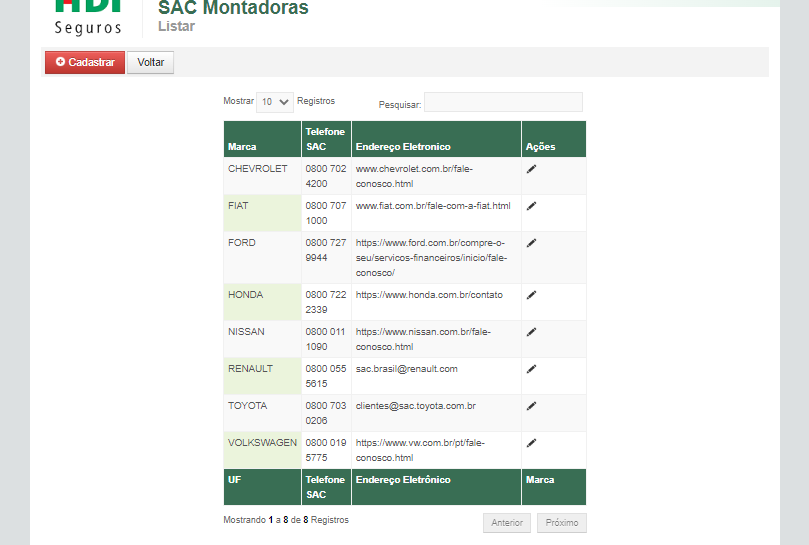 HDI
Seguros
SAC Montadoras
Listar
Cadastrar Voltar
Mostrar 10 Registros Pesquisar:
Marca Telefone SAC Endereço Eletronico Ações
CHEVROLET 0800 702 4200 www.chevrolet.com.br/fale-conosco.html
FIAT 0800 707 1000 www.fiat.com.br/fale-com-a-fiat.html
FORD 0800 727 9944 https://www.ford.com.br/compre-o-seu/servicos-financeiros/inicio/fale-conosco/
HONDA 0800 722 2339 https://www.honda.com.br/contato
NISSAN 0800 011 1090 https://www.nissan.com.br/fale-conosco.html
RENAULT 0800 055 5615 sac.brasil@renault.com
TOYOTA 0800 703 0206 clientes@sac.toyota.com.br
VOLKSWAGEN 0800 019 5775 https://www.vw.com.br/pt/fale-conosco.html
UF Telefone SAC Endereço Eletrônico Marca
Mostrando 1 a 8 de 8 Registros Anterior Próximo